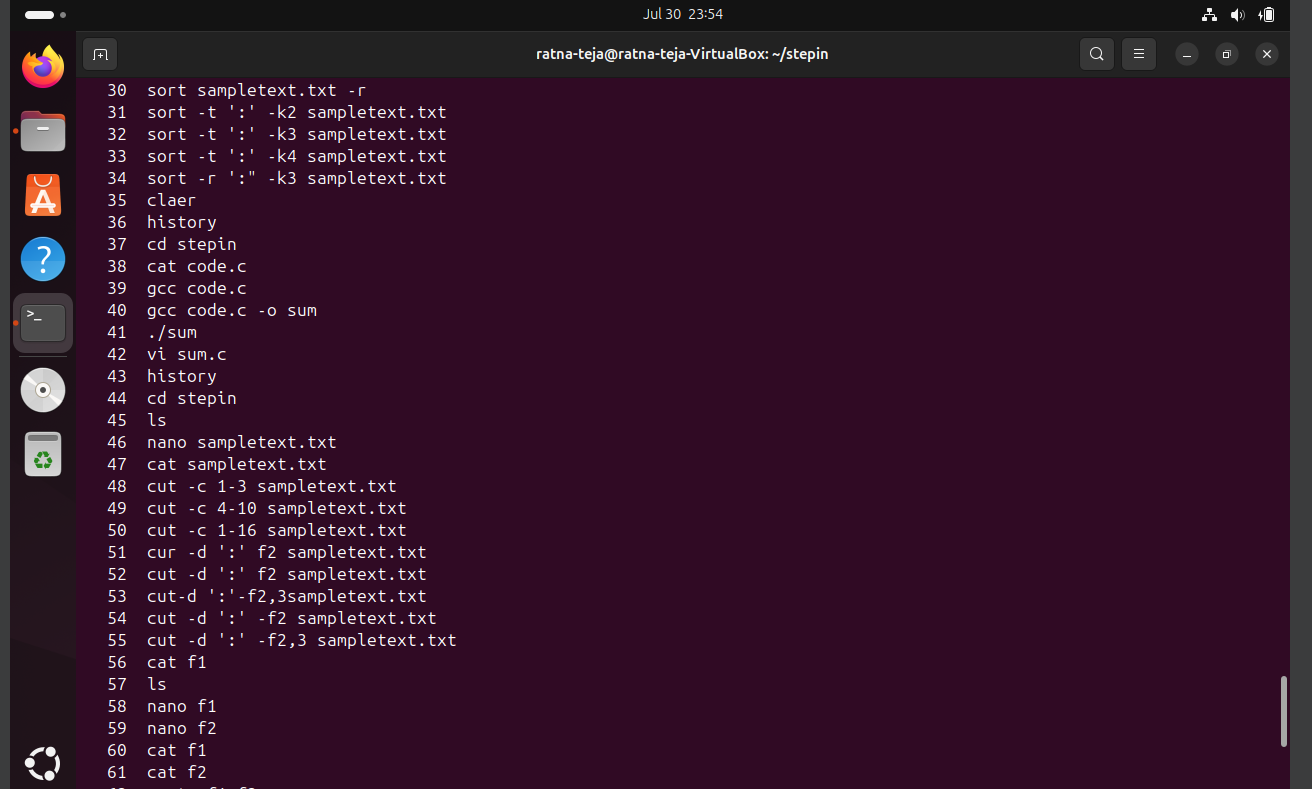 Jul 30 23:54
ratna-teja@ratna-teja-VirtualBox: ~/stepin
30 sort sampletext.txt -r
31 sort -t ':' -k2 sampletext.txt
32 sort -t ':' -k3 sampletext.txt
33 sort -t ':' -k4 sampletext.txt
34 sort -r ':" -k3 sampletext.txt
35 claer
36 history
37 cd stepin
38 cat code.c
39 gcc code.c
40 gcc code.c -o sum
41 ./sum
42 vi sum.c
43 history
44 cd stepin
45 ls
46 nano sampletext.txt
47 cat sampletext.txt
48 cut -c 1-3 sampletext.txt
49 cut -c 4-10 sampletext.txt
50 cut -c 1-16 sampletext.txt
51 cur -d ':' f2 sampletext.txt
52 cut -d ':' f2 sampletext.txt
53 cut-d ':'-f2,3sampletext.txt
54 cut -d ':' -f2 sampletext.txt
55 cut -d ':' -f2,3 sampletext.txt
56 cat f1
57 ls
58 nano f1
59 nano f2
60 cat f1
61 cat f2